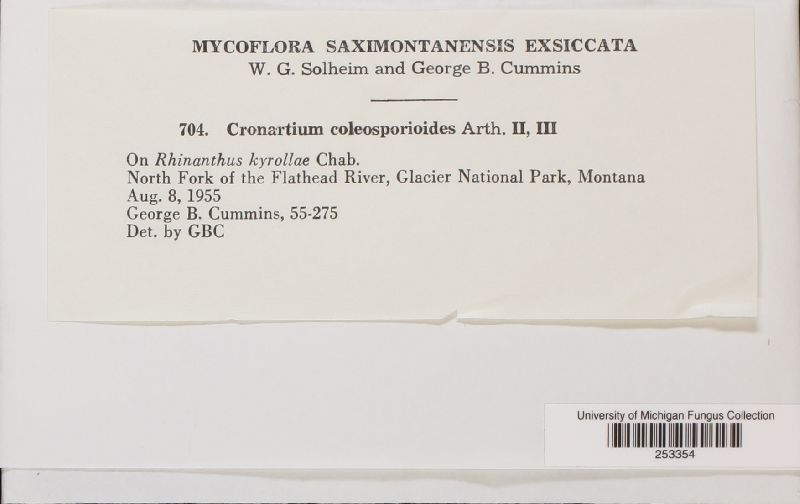 MYCOFLORA SAXIMONTANENSIS EXSICCATA
W. G. Solheim and George B. Cummins
704. Cronartium coleosporioides Arth. II, III
On Rhinanthus kyrollae Chab.
North Fork of the Flathead River, Glacier National Park, Montana
Aug. 8, 1955
George B. Cummins, 55-275
Det. by GBC
University of Michigan Fungus Collection
253354